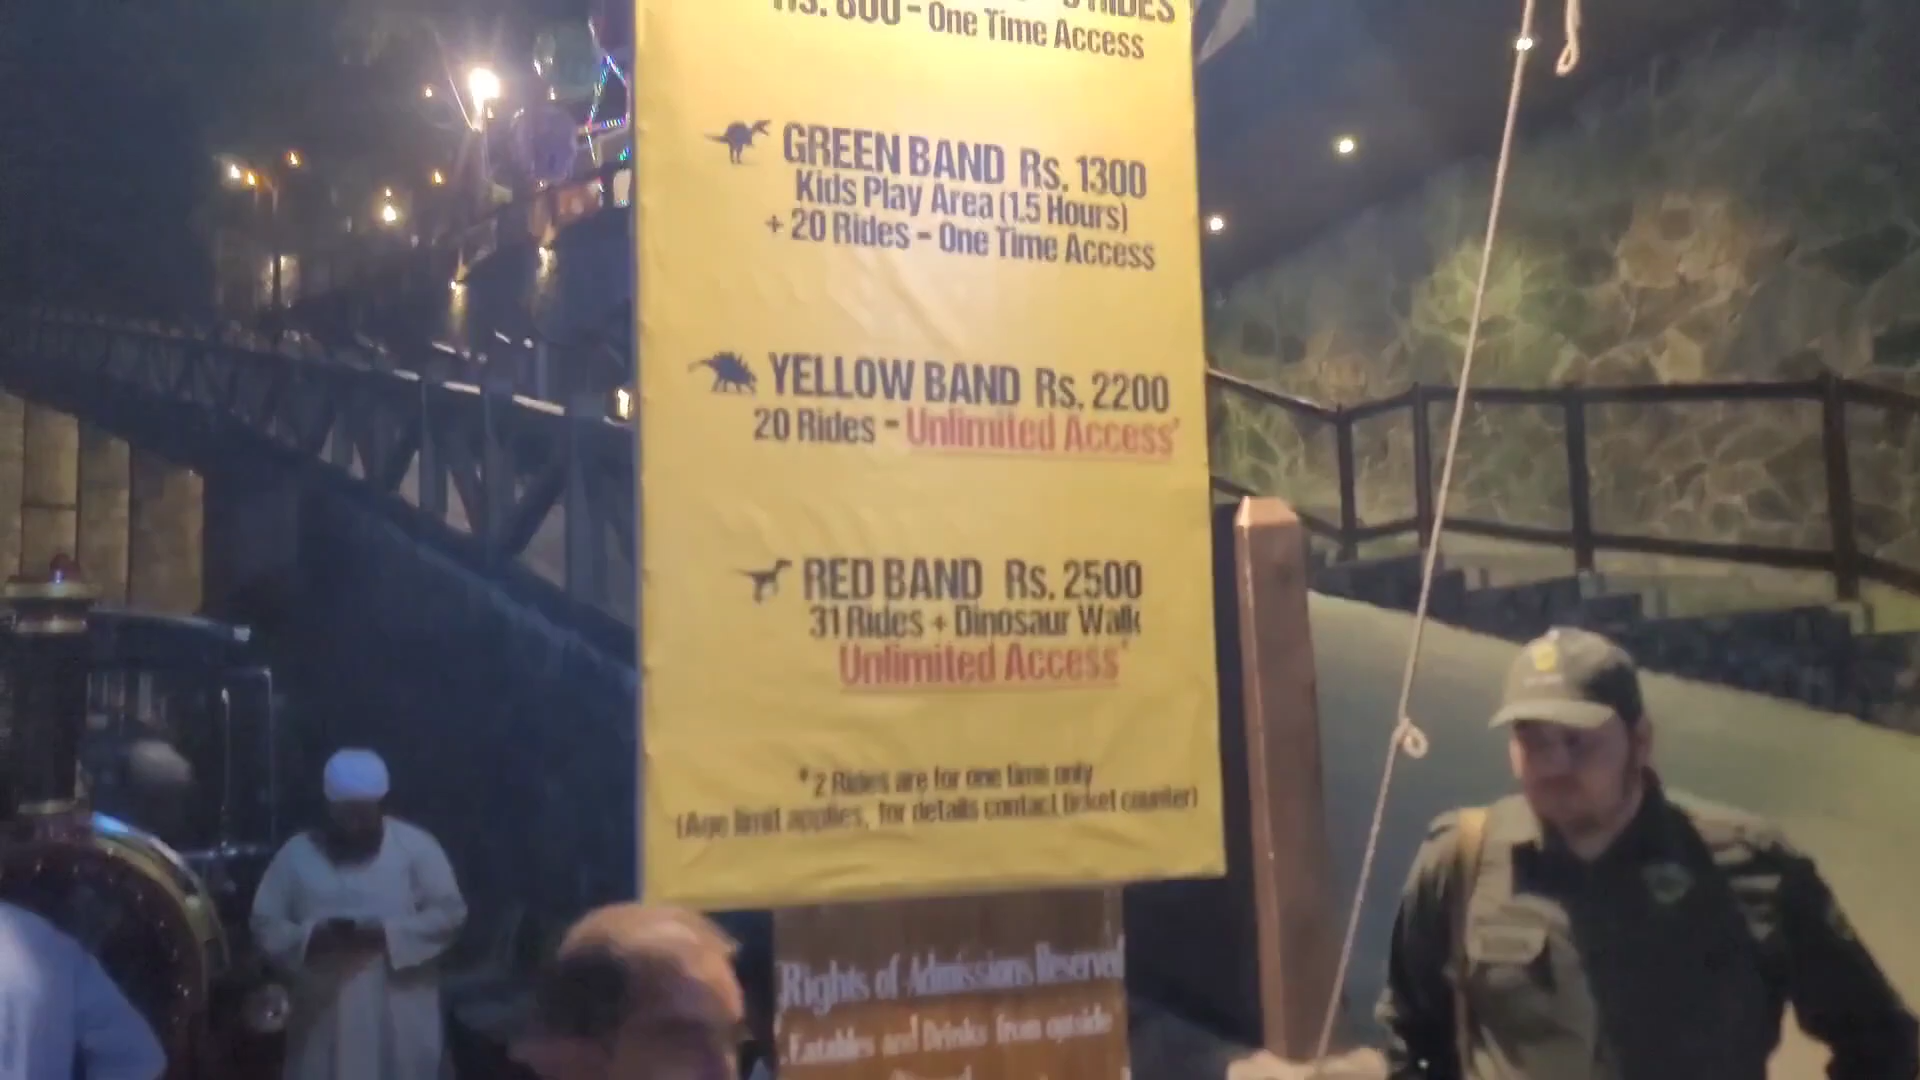 RIDES
Rs. 600 - One Time Access
GREEN BAND Rs. 1300
Kids Play Area (1.5 Hours)
+ 20 Rides - One Time Access
YELLOW BAND Rs. 2200
20 Rides - Unlimited Access*
RED BAND Rs. 2500
31 Rides + Dinosaur Walk
Unlimited Access*
*2 Rides are for one time only
(Age limit applies, for details contact ticket counter)
Rights of Admissions Reserved
Eatables and Drinks from outside